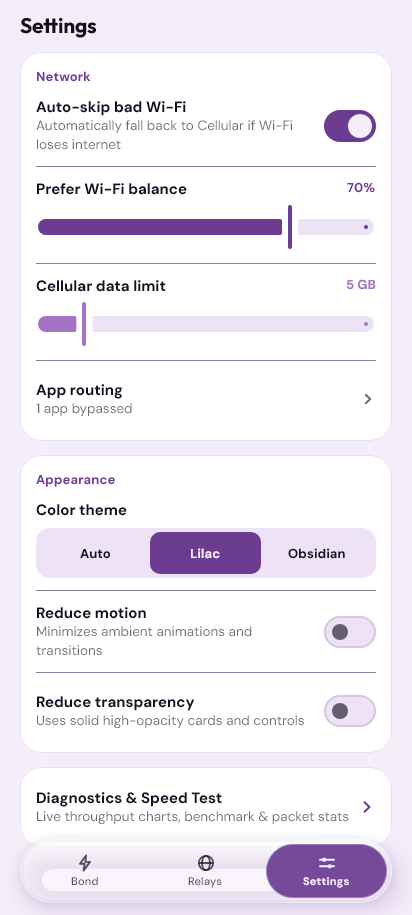 Settings
Network
Auto-skip bad Wi-Fi
Automatically fall back to Cellular if Wi-Fi
loses internet
Prefer Wi-Fi balance
70%
Cellular data limit
5 GB
App routing
1 app bypassed
Appearance
Color theme
Auto
Lilac
Obsidian
Reduce motion
Minimizes ambient animations and
transitions
Reduce transparency
Uses solid high-opacity cards and controls
Diagnostics & Speed Test
Live throughput charts, benchmark & packet stats
Bond
Relays
Settings